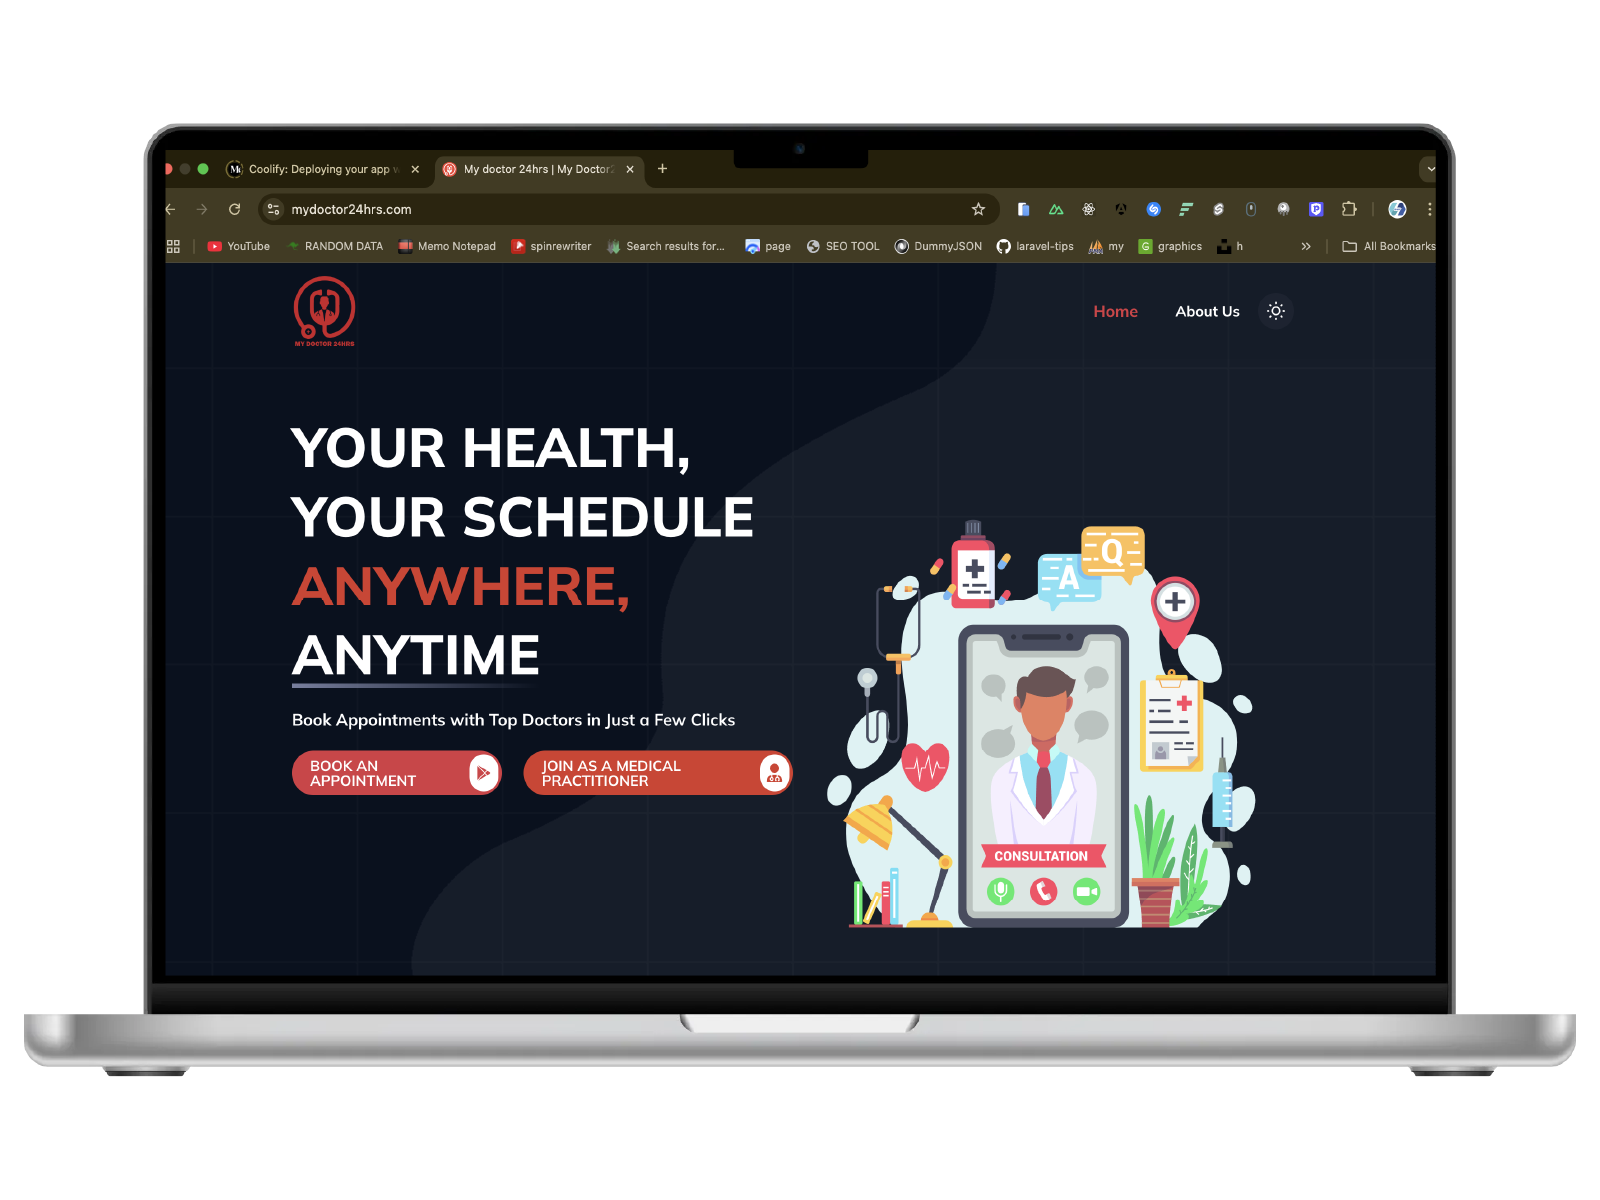 Coolify: Deploying your app
My doctor 24hrs | My Doctor
mydoctor24hrs.com
YouTube
RANDOM DATA
Memo Notepad
spinrewriter
Search results for...
page
SEO TOOL
DummyJSON
laravel-tips
my
G
graphics
h
All Bookmarks
MY DOCTOR 24HRS
Home
About Us
YOUR HEALTH,
YOUR SCHEDULE
ANYWHERE,
ANYTIME
Book Appointments with Top Doctors in Just a Few Clicks
BOOK AN
APPOINTMENT
JOIN AS A MEDICAL
PRACTITIONER
Q
A
CONSULTATION